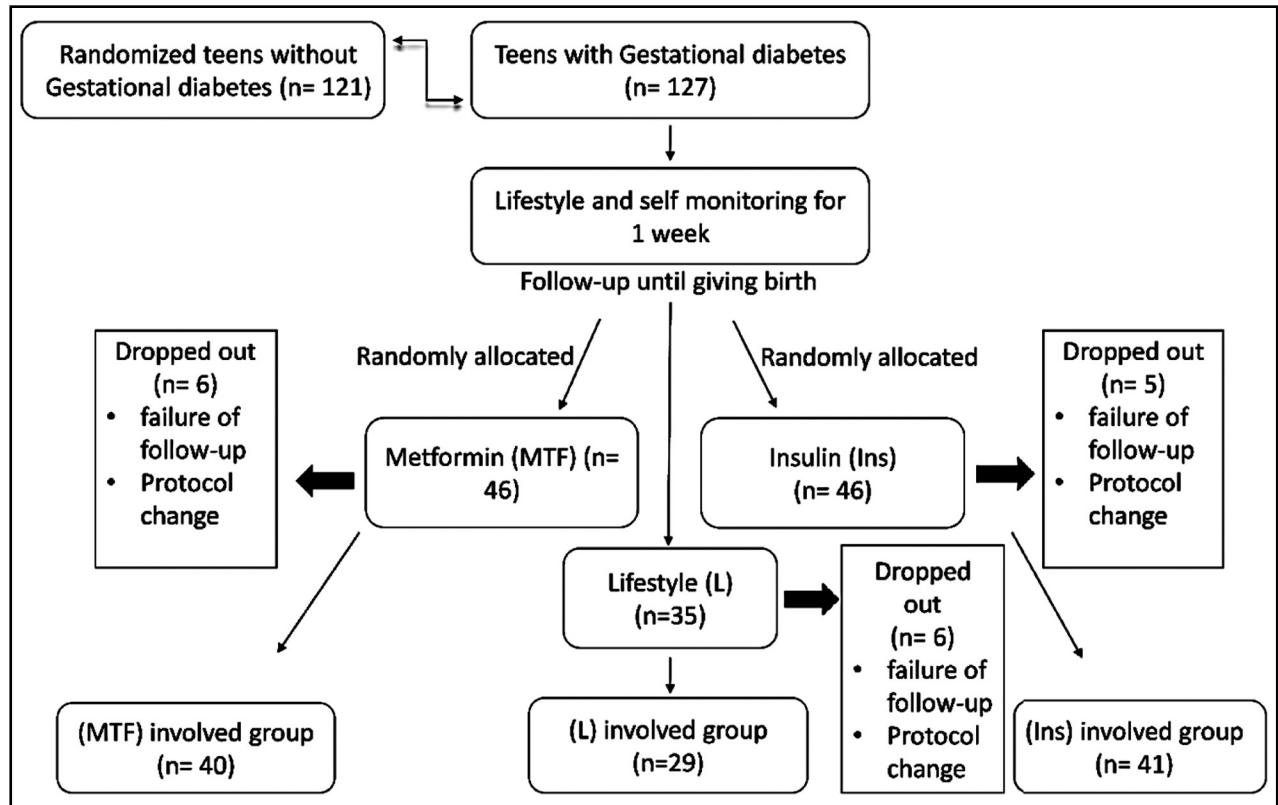 Randomized teens without
Gestational diabetes (n= 121)
Teens with Gestational diabetes
(n= 127)
Lifestyle and self monitoring for
1 week
Follow-up until giving birth
Randomly allocated
Randomly allocated
Dropped out
(n= 6)
• failure of
follow-up
• Protocol
change
Metformin (MTF) (n=
46)
Insulin (Ins)
(n= 46)
Dropped out
(n= 5)
• failure of
follow-up
• Protocol
change
Lifestyle (L)
(n=35)
Dropped
out
(n= 6)
• failure of
follow-up
• Protocol
change
(MTF) involved group
(n= 40)
(L) involved group
(n=29)
(Ins) involved group
(n= 41)